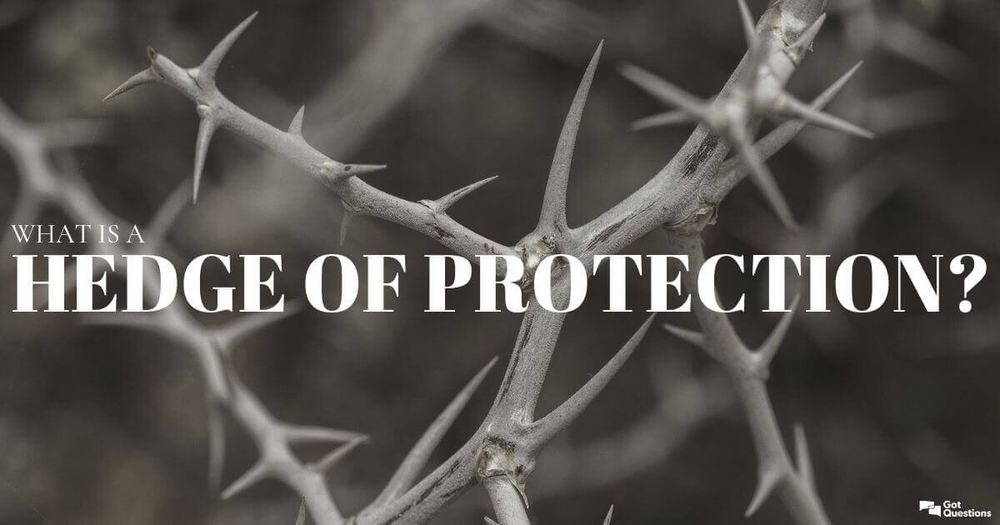 WHAT IS A
HEDGE OF PROTECTION?
Got
Questions